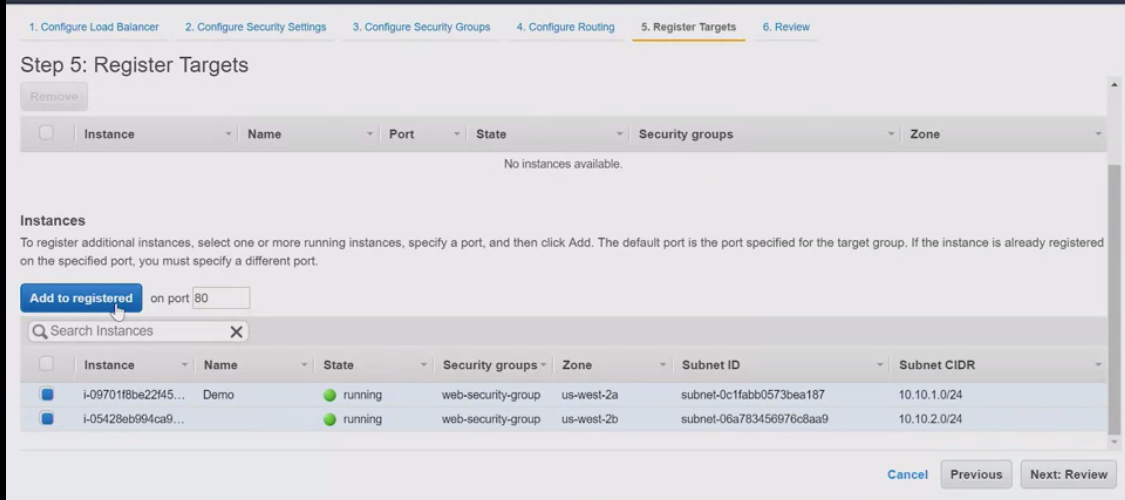 1. Configure Load Balancer 2. Configure Security Settings 3. Configure Security Groups 4. Configure Routing 5. Register Targets 6. Review
Step 5: Register Targets
Remove
Instance Name Port State Security groups Zone
No instances available.
Instances
To register additional instances, select one or more running instances, specify a port, and then click Add. The default port is the port specified for the target group. If the instance is already registered
on the specified port, you must specify a different port.
Add to registered on port 80
Search Instances
Instance Name State Security groups Zone Subnet ID Subnet CIDR
i-09701f8be22f45... Demo running web-security-group us-west-2a subnet-0c1fabb0573bea187 10.10.1.0/24
i-05428eb994ca9... running web-security-group us-west-2b subnet-06a783456976c8aa9 10.10.2.0/24
Cancel Previous Next: Review